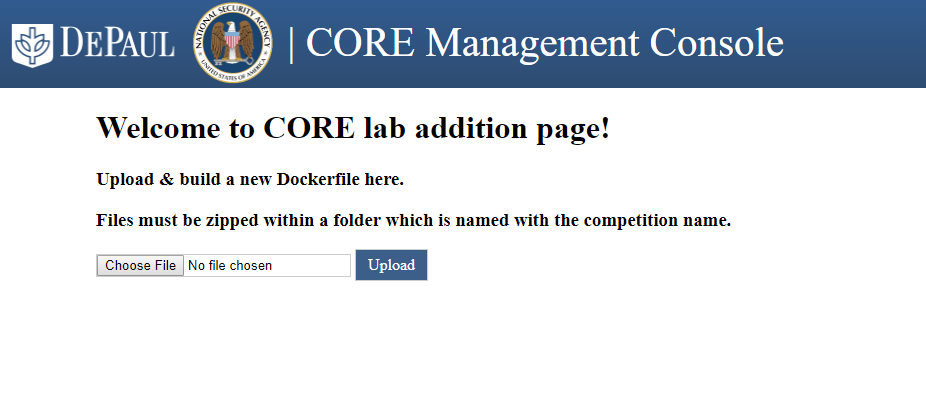 DEPAUL
NATIONAL SECURITY AGENCY
UNITED STATES OF AMERICA
| CORE Management Console
Welcome to CORE lab addition page!
Upload & build a new Dockerfile here.
Files must be zipped within a folder which is named with the competition name.
Choose File No file chosen Upload